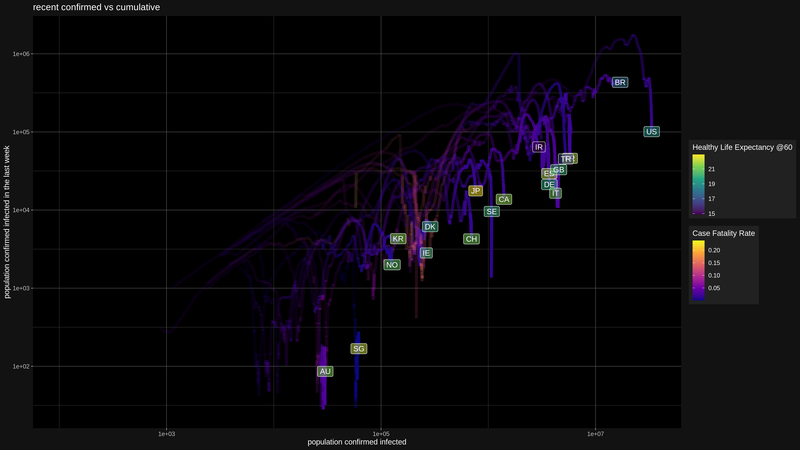 recent confirmed vs cumulative
population confirmed infected in the last week
1e+06
1e+05
1e+04
1e+03
1e+02
BR
US
IR
GB
DE
IT
JP
CA
SE
DK
KR
CH
IE
NO
SG
AU
1e+03
1e+05
1e+07
population confirmed infected
Healthy Life Expectancy @60
21
19
17
15
Case Fatality Rate
0.20
0.15
0.10
0.05